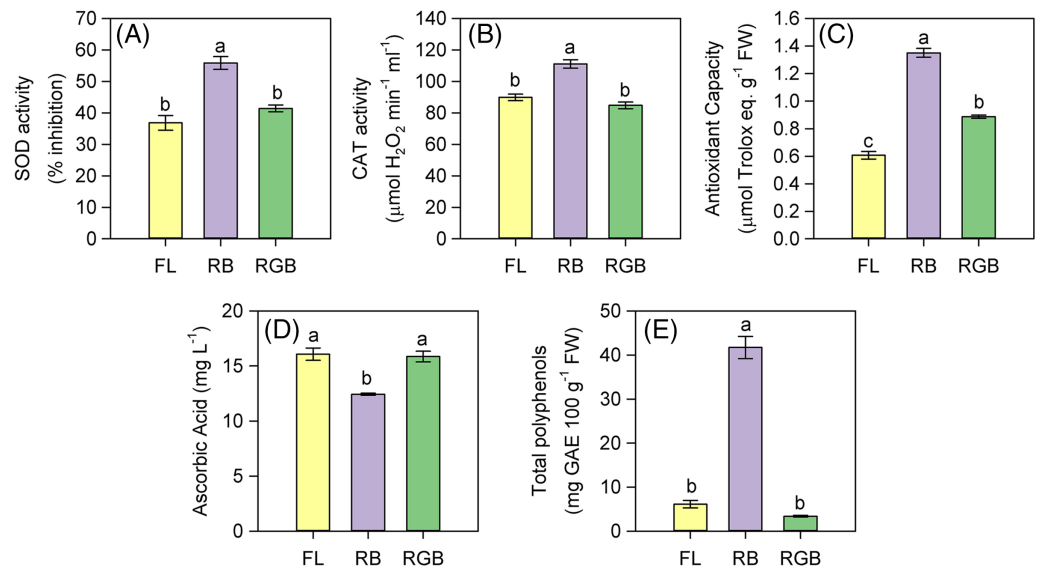 (A)
SOD activity
(% inhibition)
70
60
50
40
30
20
10
0
b
a
b
FL RB RGB
(B)
CAT activity
(μmol H₂O₂ min⁻¹ ml⁻¹)
140
120
100
80
60
40
20
0
b
a
b
FL RB RGB
(C)
Antioxidant Capacity
(μmol Trolox eq. g⁻¹ FW)
1.6
1.4
1.2
1.0
0.8
0.6
0.4
0.2
0.0
c
a
b
FL RB RGB
(D)
Ascorbic Acid (mg L⁻¹)
20
15
10
5
0
a
b
a
FL RB RGB
(E)
Total polyphenols
(mg GAE 100 g⁻¹ FW)
50
40
30
20
10
0
b
a
b
FL RB RGB